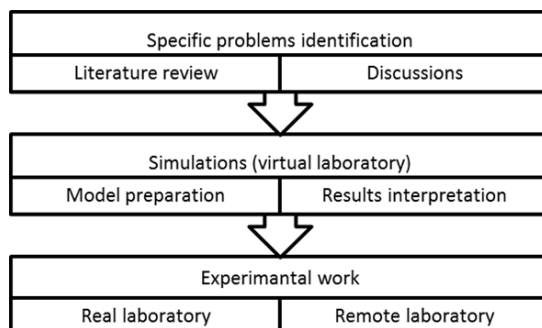 Specific problems identification
Literature review Discussions
Simulations (virtual laboratory)
Model preparation Results interpretation
Experimantal work
Real laboratory Remote laboratory